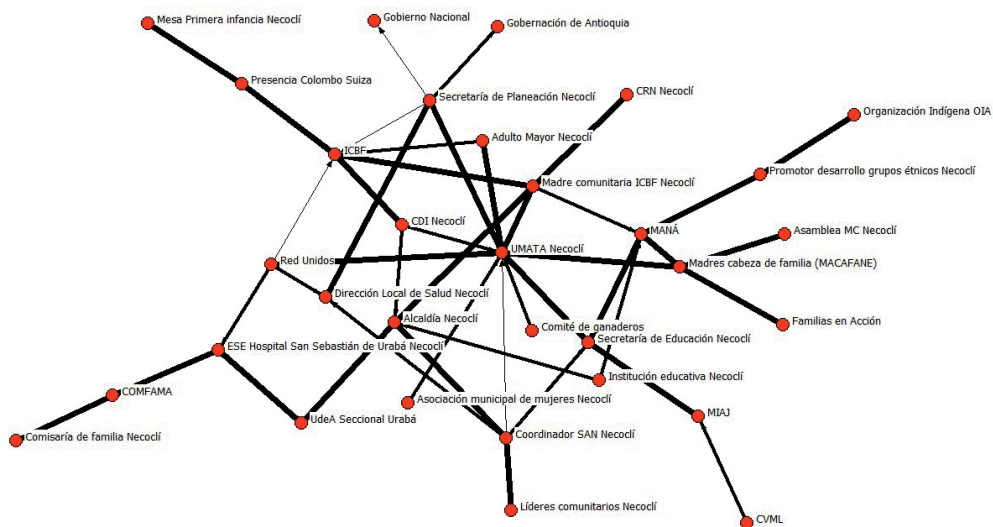 Mesa Primera infancia Necoclí
Gobierno Nacional
Gobernación de Antioquia
Presencia Colombo Suiza
CRN Necoclí
Secretaría de Planeación Necoclí
Organización Indígena OIA
Adulto Mayor Necoclí
ICBF
Promotor desarrollo grupos étnicos Necoclí
Madre comunitaria ICBF Necoclí
CDI Necoclí
MANÁ
Asamblea MC Necoclí
UMATA Necoclí
Red Unidos
Madres cabeza de familia (MACAFANE)
Dirección Local de Salud Necoclí
Alcaldía Necoclí
Familias en Acción
Comité de ganaderos
Secretaría de Educación Necoclí
ESE Hospital San Sebastián de Urabá Necoclí
Institución educativa Necoclí
COMFAMA
Asociación municipal de mujeres Necoclí
MIAJ
UdeA Seccional Urabá
Comisaría de familia Necoclí
Coordinador SAN Necoclí
Líderes comunitarios Necoclí
CVML